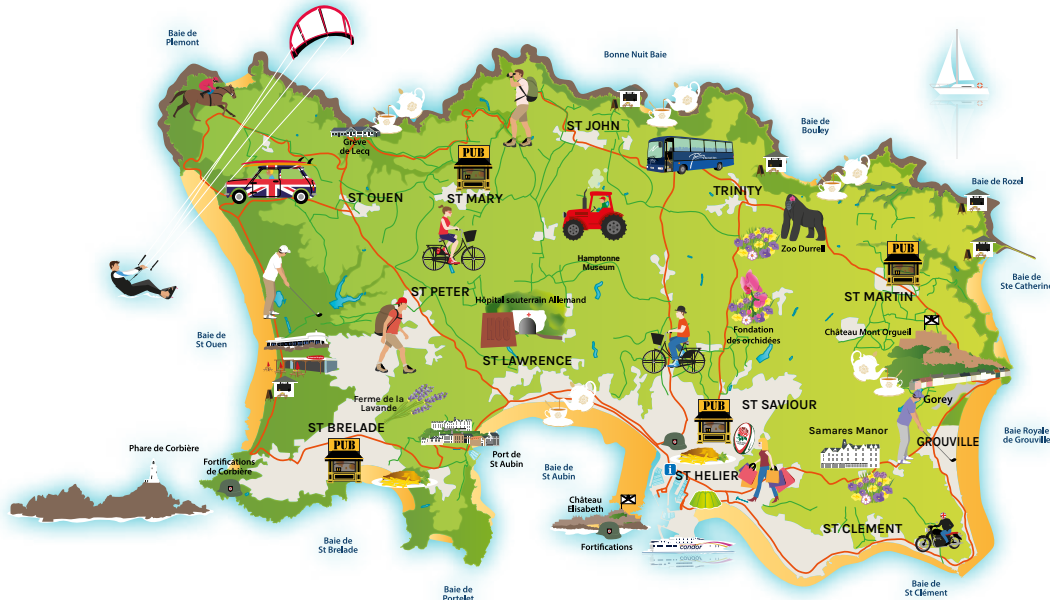 Baie de
Plemont
Bonne Nuit Baie
Baie de
Bouley
Baie de Rozel
Grève
de Lecq
PUB
ST JOHN
ST OUEN
ST MARY
TRINITY
Zoo Durrell
Hamptonne
Museum
PUB
ST MARTIN
Baie de
Ste Catherine
ST PETER
Hôpital souterrain Allemand
Fondation
des orchidées
Château Mont Orgueil
Baie de
St Ouen
ST LAWRENCE
Ferme de la
Lavande
PUB
ST SAVIOUR
Gorey
ST BRELADE
PUB
Samares Manor
GROUVILLE
Baie Royale
de Grouville
Phare de Corbière
Fortifications
de Corbière
Port de
St Aubin
Baie de
St Aubin
i
ST HELIER
Château
Elisabeth
Fortifications
condor
ST CLEMENT
Baie de
St Brelade
Baie de
Portelet
Baie de
St Clément